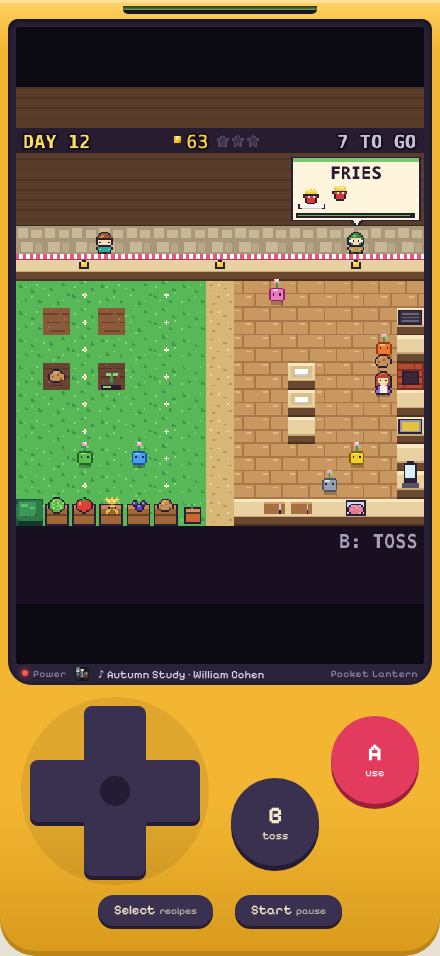 DAY 12
63
7 TO GO
FRIES
B: TOSS
Power
♪ Autumn Study · William Cohen
Pocket Lantern
A
use
B
toss
Select recipes
Start pause